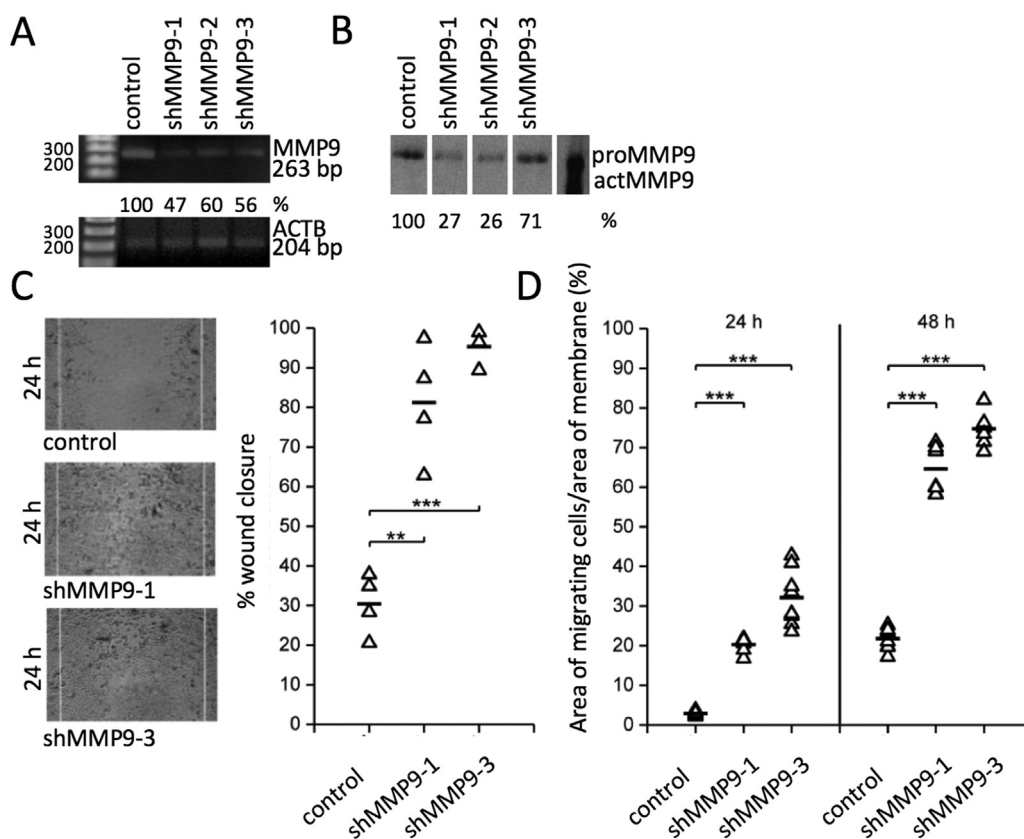 A
control
shMMP9-1
shMMP9-2
shMMP9-3
300
200
MMP9
263 bp
100 47 60 56 %
300
200
ACTB
204 bp
B
control
shMMP9-1
shMMP9-2
shMMP9-3
proMMP9
actMMP9
100 27 26 71 %
C
24 h
control
24 h
shMMP9-1
24 h
shMMP9-3
% wound closure
100
90
80
70
60
50
40
30
20
10
0
***
**
control
shMMP9-1
shMMP9-3
D
Area of migrating cells/area of membrane (%)
100
90
80
70
60
50
40
30
20
10
0
24 h
***
***
48 h
***
***
control
shMMP9-1
shMMP9-3
control
shMMP9-1
shMMP9-3